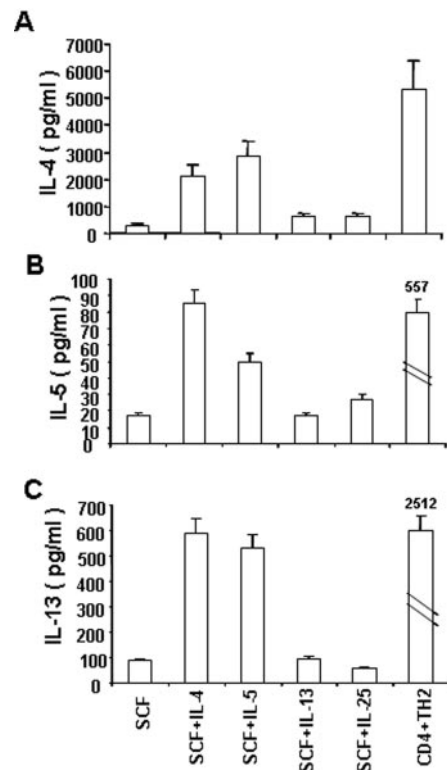 A
IL-4 ( pg/ml )
7000
6000
5000
4000
3000
2000
1000
0
B
IL-5 ( pg/ml )
557
100
90
80
70
60
50
40
30
20
10
0
C
IL-13 ( pg/ml )
2512
700
600
500
400
300
200
100
0
SCF
SCF+IL-4
SCF+IL-5
SCF+IL-13
SCF+IL-25
CD4+TH2